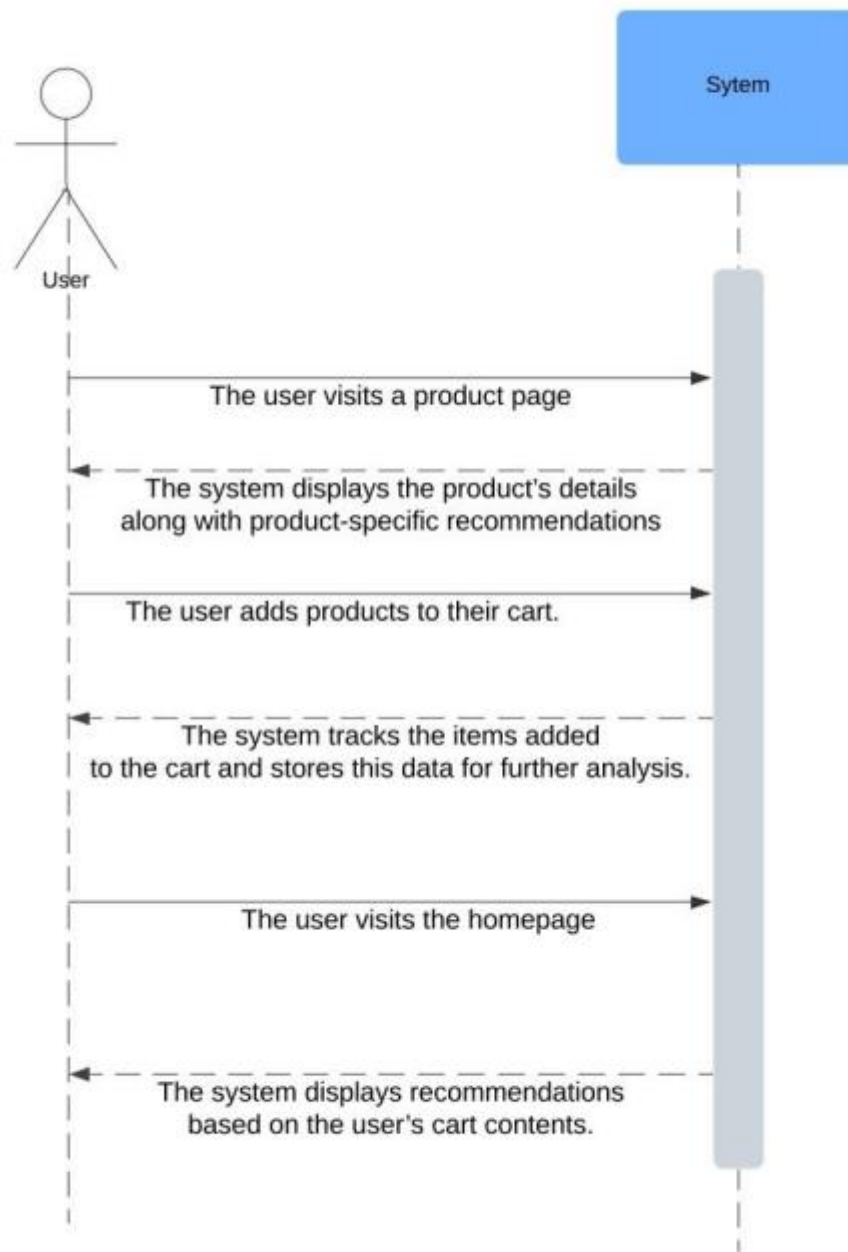 Sytem
User
The user visits a product page
The system displays the product’s details
along with product-specific recommendations
The user adds products to their cart.
The system tracks the items added
to the cart and stores this data for further analysis.
The user visits the homepage
The system displays recommendations
based on the user’s cart contents.